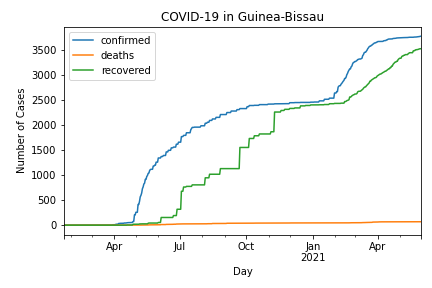 COVID-19 in Guinea-Bissau
confirmed
deaths
recovered
Number of Cases
3500
3000
2500
2000
1500
1000
500
0
Apr
Jul
Oct
Jan
2021
Apr
Day